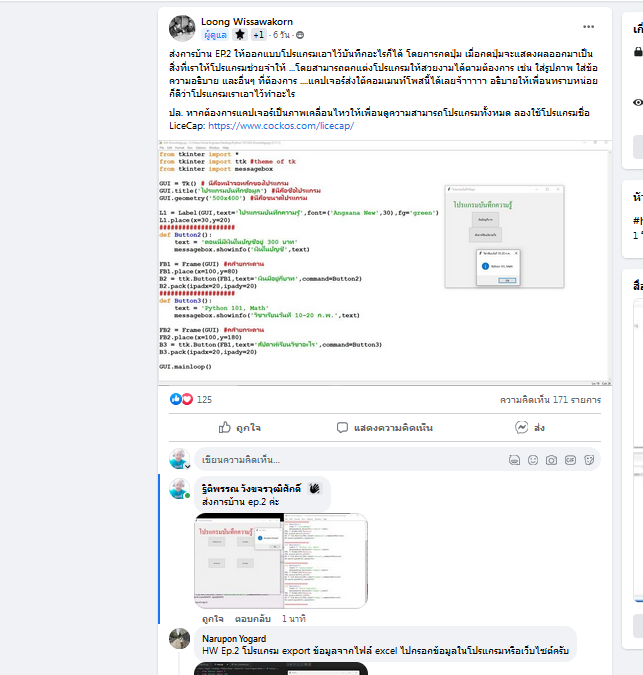 Loong Wissawakorn
ผู้ดูแล +1 · 6 วัน ·
ส่งการบ้าน EP2 ให้ออกแบบโปรแกรมเอาไว้บันทึกอะไรก็ได้ โดยการกดปุ่ม เมื่อกดปุ่มจะแสดงผลออกมาเป็น
สิ่งที่เราให้โปรแกรมช่วยจำให้ ...โดยสามารถตกแต่งโปรแกรมให้สวยงามได้ตามต้องการ เช่น ใส่รูปภาพ ใส่ข้อ
ความอธิบาย และอื่นๆ ที่ต้องการ ....แคปเจอร์ส่งใต้คอมเมนท์โพสนี้ได้เลยจ้าาาาา อธิบายให้เพื่อนทราบหน่อย
ก็ดีว่าโปรแกรมเราเอาไว้ทำอะไร
ปล. หากต้องการแคปเจอร์เป็นภาพเคลื่อนไหวให้เพื่อนดูความสามารถโปรแกรมทั้งหมด ลองใช้โปรแกรมชื่อ
LiceCap: https://www.cockos.com/licecap/
from tkinter import *
from tkinter import ttk #theme of tk
from tkinter import messagebox
GUI = Tk() # นี่คือหน้าจอหลักของโปรแกรม
GUI.title('โปรแกรมบันทึกข้อมูล') #นี่คือชื่อโปรแกรม
GUI.geometry('500x400') #นี่คือขนาดโปรแกรม
L1 = Label(GUI,text='โปรแกรมบันทึกความรู้',font=('Angsana New',30),fg='green')
L1.place(x=30,y=20)
####################
def Button2():
text = 'ตอนนี้มีเงินในบัญชีอยู่ 300 บาท'
messagebox.showinfo('เงินในบัญชี',text)
FB1 = Frame(GUI) #คล้ายกระดาน
FB1.place(x=100,y=80)
B2 = ttk.Button(FB1,text='เงินมีอยู่กี่บาท',command=Button2)
B2.pack(ipadx=20,ipady=20)
####################
def Button3():
text = 'Python 101, Math'
messagebox.showinfo('วิชาเรียนวันที่ 10-20 ก.พ.',text)
FB2 = Frame(GUI) #คล้ายกระดาน
FB2.place(x=100,y=180)
B3 = ttk.Button(FB1,text='สัปดาห์เรียนวิชาอะไร',command=Button3)
B3.pack(ipadx=20,ipady=20)
GUI.mainloop()
โปรแกรมบันทึกความรู้
125
ความคิดเห็น 171 รายการ
ถูกใจ
แสดงความคิดเห็น
ส่ง
เขียนความคิดเห็น...
ฐิติพรรณ วังขจรวุฒิศักดิ์
ส่งการบ้าน ep.2 ค่ะ
โปรแกรมบันทึกความรู้
ถูกใจ ตอบกลับ 1 นาที
Narupon Yogard
HW Ep.2 โปรแกรม export ข้อมูลจากไฟล์ excel ไปกรอกข้อมูลในโปรแกรมหรือเว็บไซต์ครับ